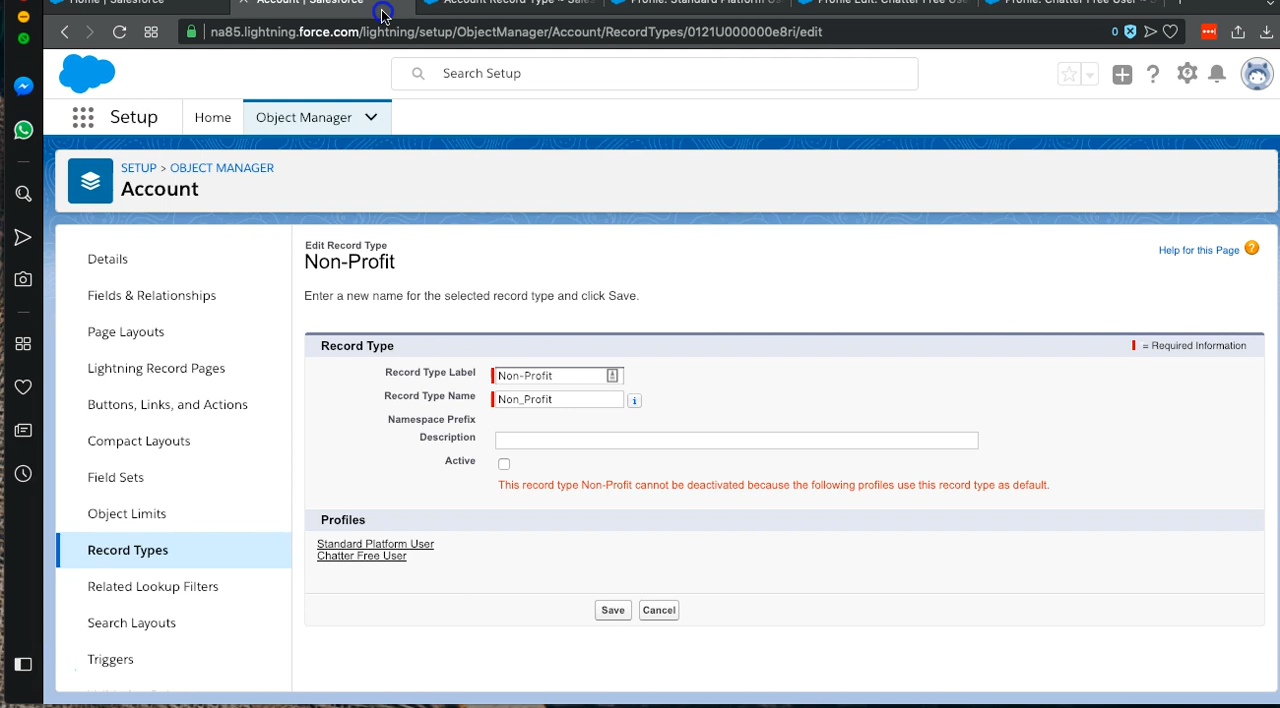 Home | Salesforce
Account | Salesforce
Account Record Type ~ Sales
Profile: Standard Platform U
Profile Edit: Chatter Free User
Profile: Chatter Free User ~ S
na85.lightning.force.com/lightning/setup/ObjectManager/Account/RecordTypes/0121U000000e8ri/edit
0
Search Setup
Setup
Home
Object Manager
SETUP > OBJECT MANAGER
Account
Details
Fields & Relationships
Page Layouts
Lightning Record Pages
Buttons, Links, and Actions
Compact Layouts
Field Sets
Object Limits
Record Types
Related Lookup Filters
Search Layouts
Triggers
Edit Record Type
Non-Profit
Help for this Page
Enter a new name for the selected record type and click Save.
Record Type
= Required Information
Record Type Label Non-Profit
Record Type Name Non_Profit
Namespace Prefix
Description
Active
This record type Non-Profit cannot be deactivated because the following profiles use this record type as default.
Profiles
Standard Platform User
Chatter Free User
Save Cancel